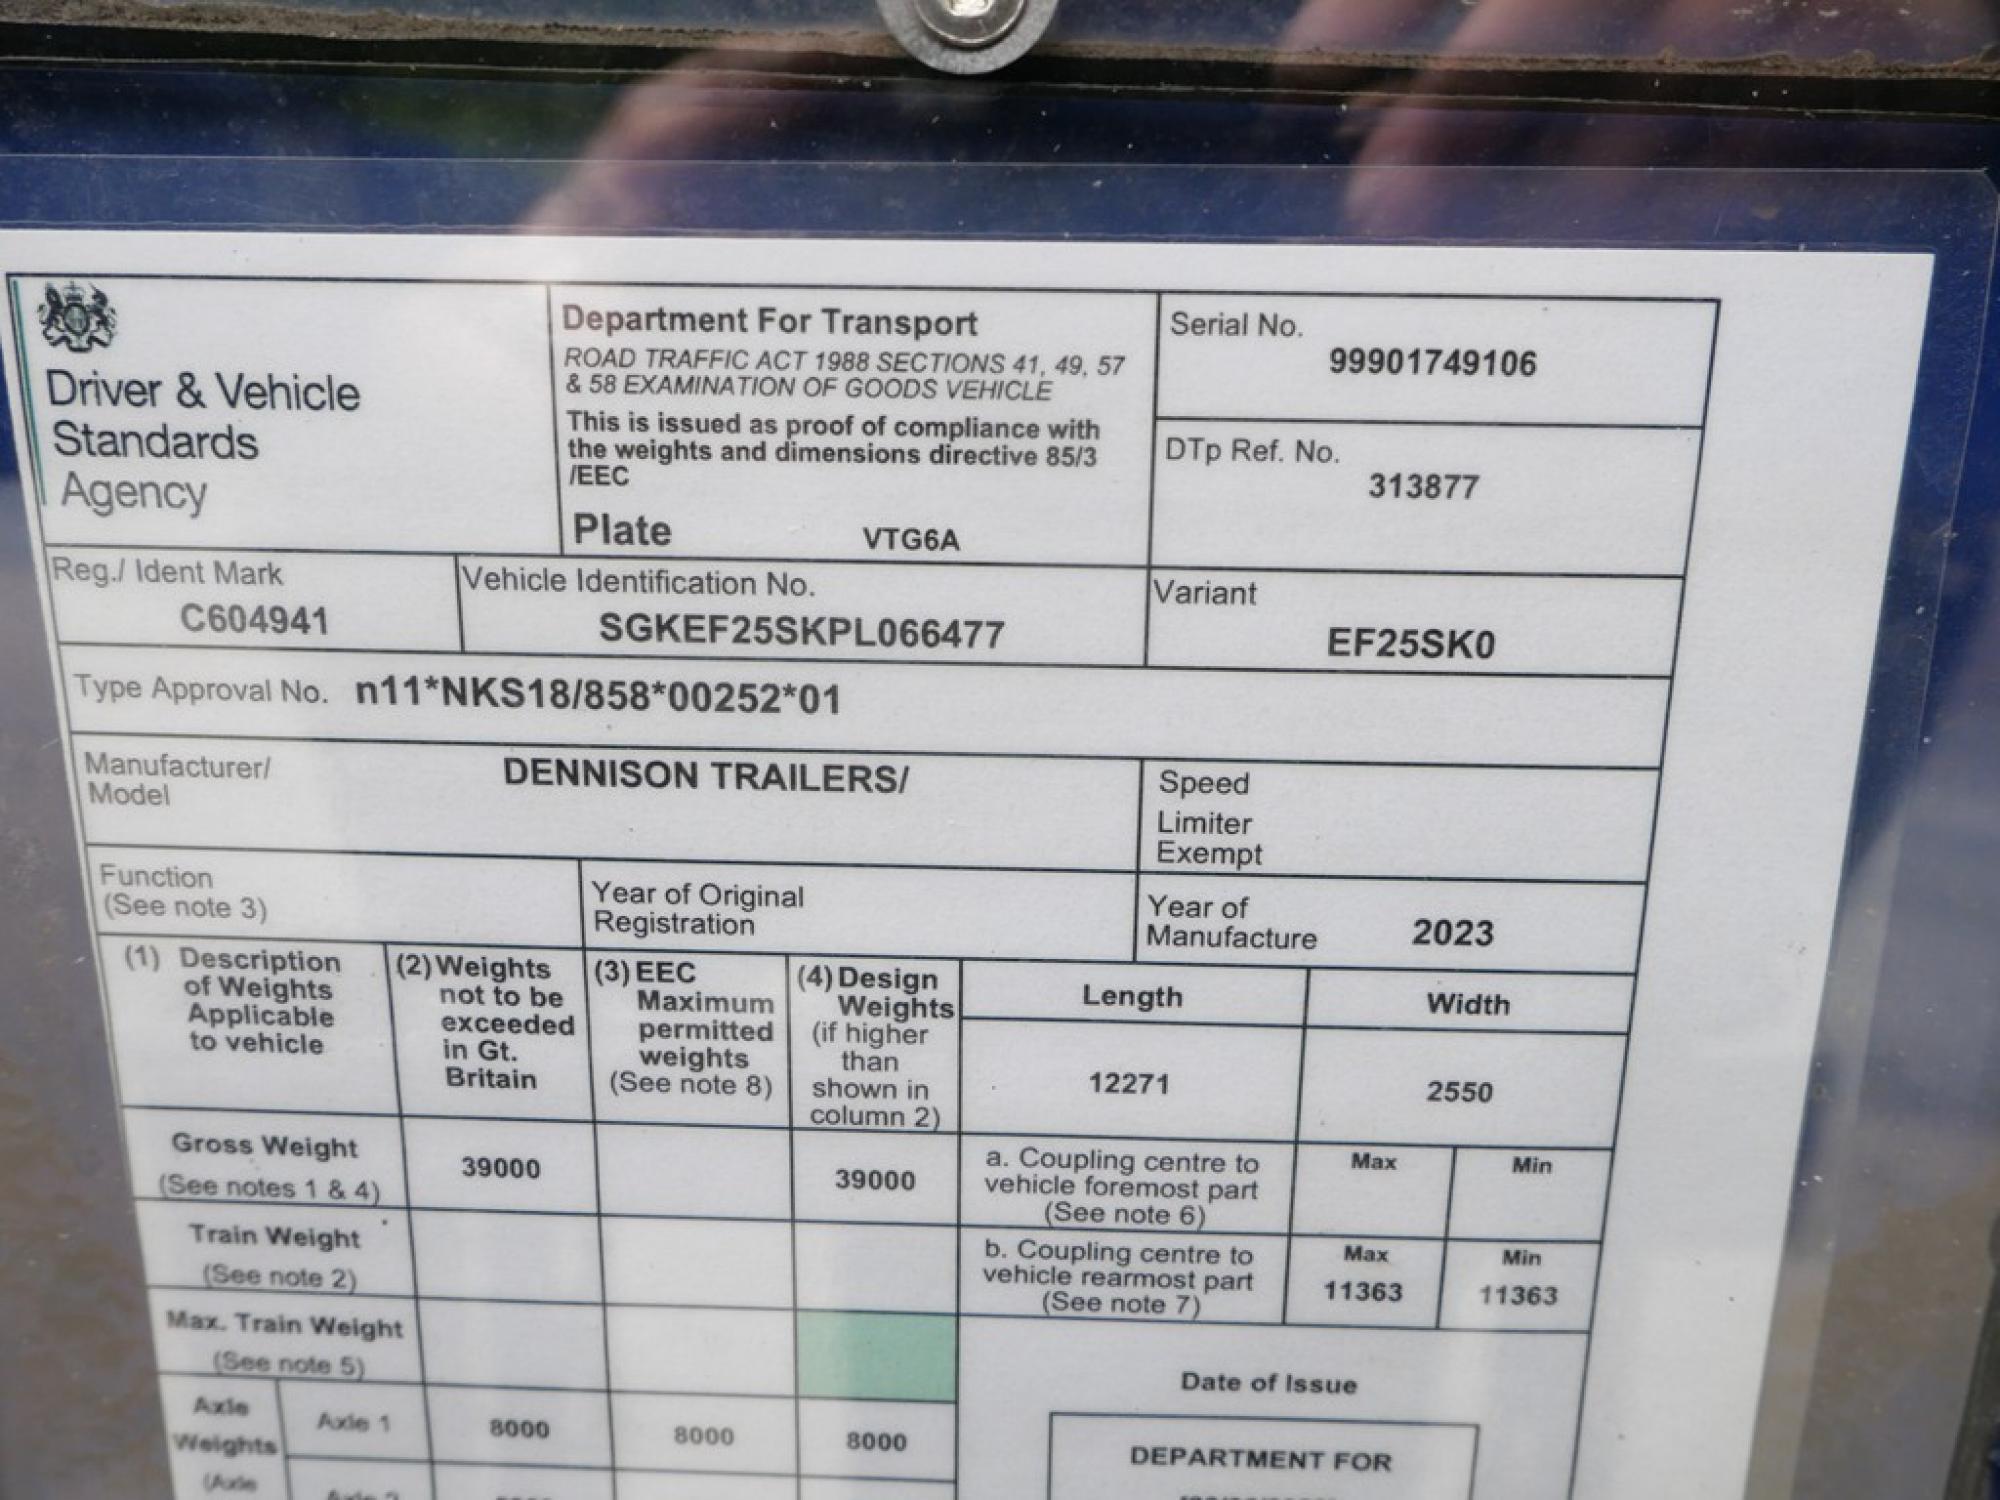 Driver & Vehicle
Standards
Agency
Department For Transport
ROAD TRAFFIC ACT 1988 SECTIONS 41, 49, 57
& 58 EXAMINATION OF GOODS VEHICLE
This is issued as proof of compliance with
the weights and dimensions directive 85/3
/EEC
Plate VTG6A
Serial No.
99901749106
DTp Ref. No.
313877
Reg./ Ident Mark
C604941
Vehicle Identification No.
SGKEF25SKPL066477
Variant
EF25SK0
Type Approval No. n11*NKS18/858*00252*01
Manufacturer/
Model
DENNISON TRAILERS/
Speed
Limiter
Exempt
Function
(See note 3)
Year of Original
Registration
Year of
Manufacture 2023
(1) Description
of Weights
Applicable
to vehicle
(2) Weights
not to be
exceeded
in Gt.
Britain
(3) EEC
Maximum
permitted
weights
(See note 8)
(4) Design
Weights
(if higher
than
shown in
column 2)
Length
Width
12271
2550
Gross Weight
(See notes 1 & 4)
39000
39000
a. Coupling centre to
vehicle foremost part
(See note 6)
Max
Min
Train Weight
(See note 2)
b. Coupling centre to
vehicle rearmost part
(See note 7)
Max
11363
Min
11363
Max. Train Weight
(See note 5)
Date of Issue
Axle
Weights
(Axle
Axle 1
8000
8000
8000
DEPARTMENT FOR